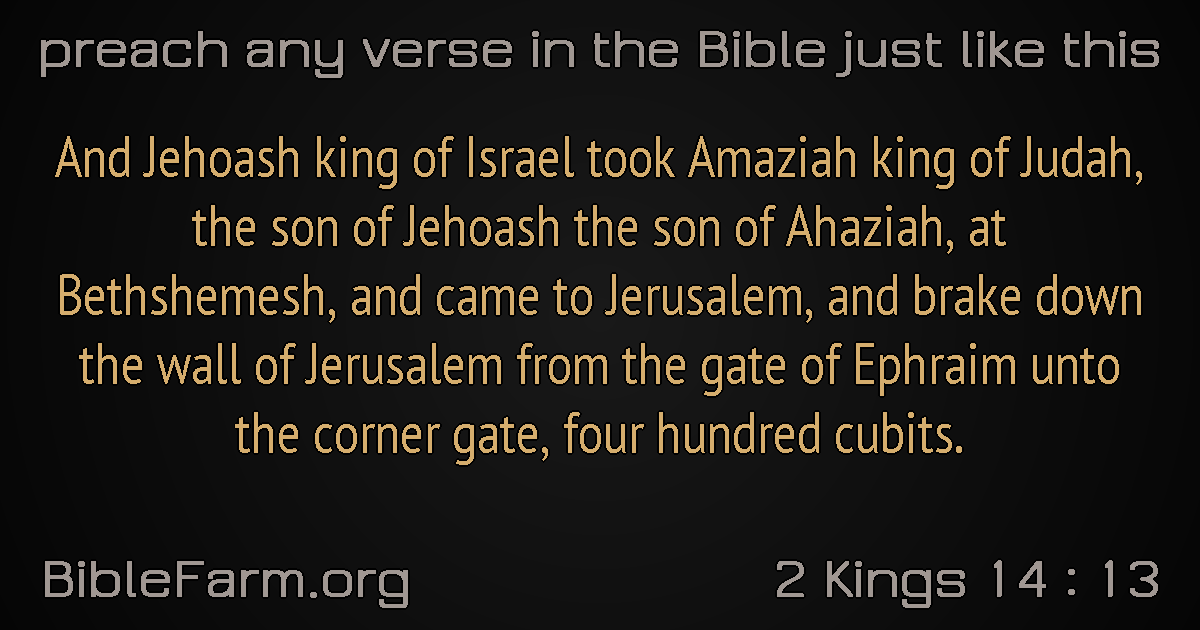 preach any verse in the Bible just like this
And Jehoash king of Israel took Amaziah king of Judah,
the son of Jehoash the son of Ahaziah, at
Bethshemesh, and came to Jerusalem, and brake down
the wall of Jerusalem from the gate of Ephraim unto
the corner gate, four hundred cubits.
BibleFarm.org
2 Kings 14 : 13